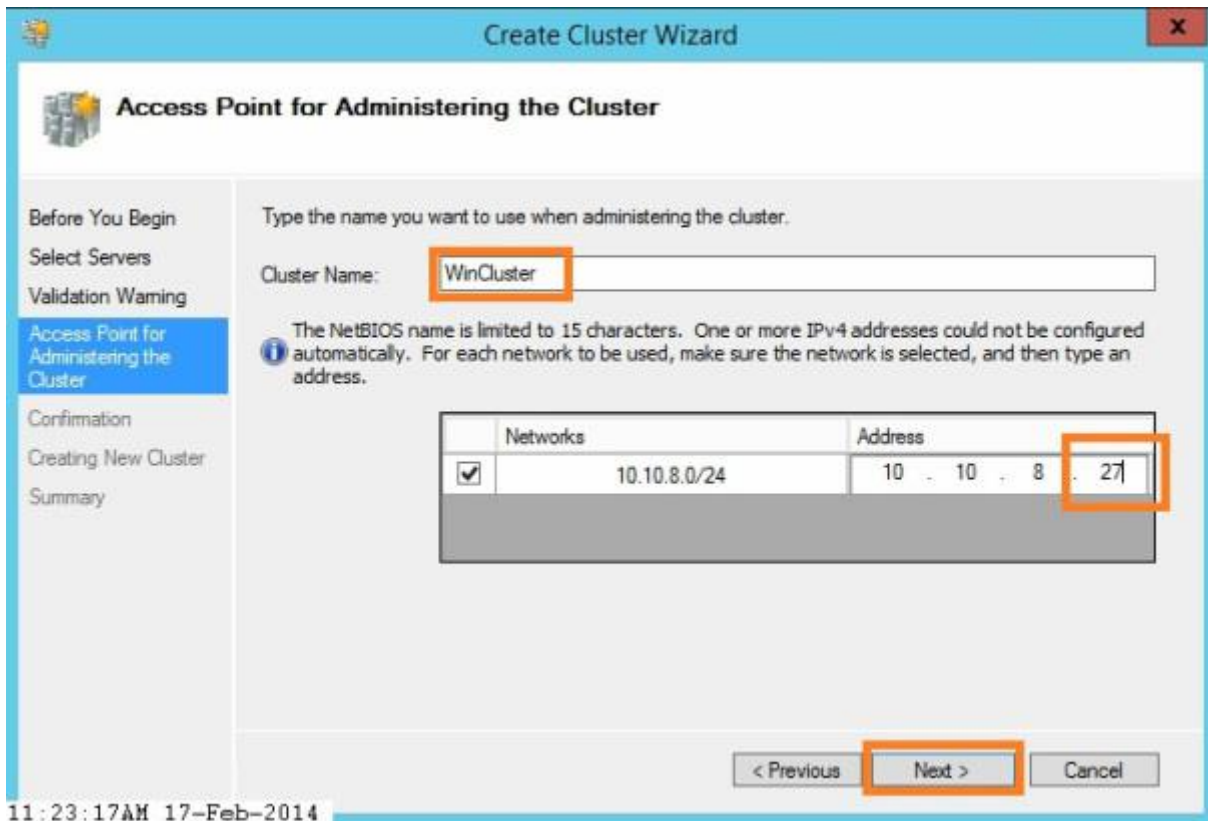 Create Cluster Wizard
x
Access Point for Administering the Cluster
Before You Begin
Select Servers
Validation Warning
Access Point for
Administering the
Cluster
Confirmation
Creating New Cluster
Summary
Type the name you want to use when administering the cluster.
Cluster Name: WinCluster
The NetBIOS name is limited to 15 characters. One or more IPv4 addresses could not be configured
automatically. For each network to be used, make sure the network is selected, and then type an
address.
Networks Address
10.10.8.0/24 10 . 10 . 8 . 27
< Previous Next > Cancel
11:23:17AM 17-Feb-2014